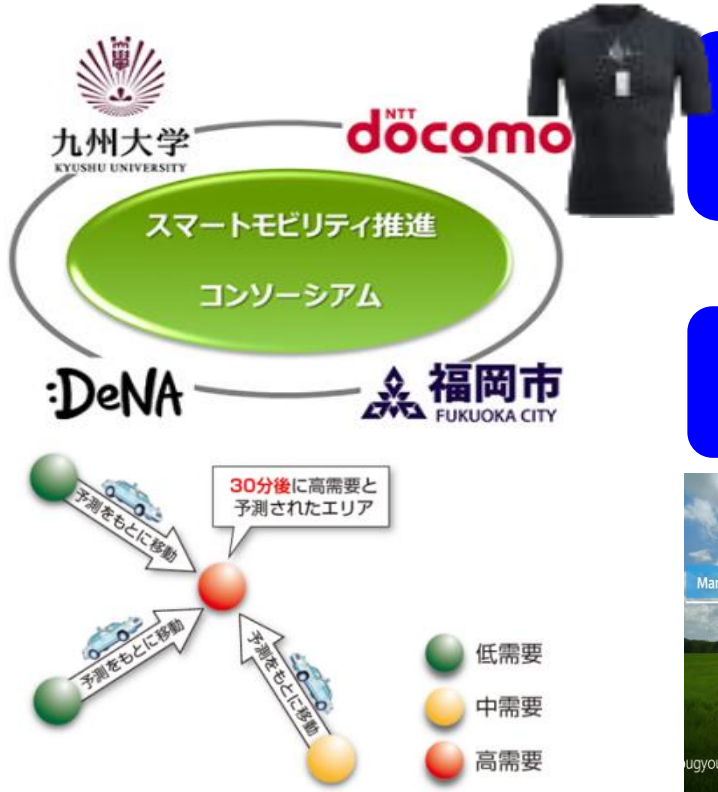 九州大学
KYUSHU UNIVERSITY
NTT
döcomo
スマートモビリティ推進
コンソーシアム
:DeNA
福岡市
FUKUOKA CITY
30分後に高需要と
予測されたエリア
予測をもとに移動
予測をもとに移動
予測をもとに移動
低需要
中需要
高需要